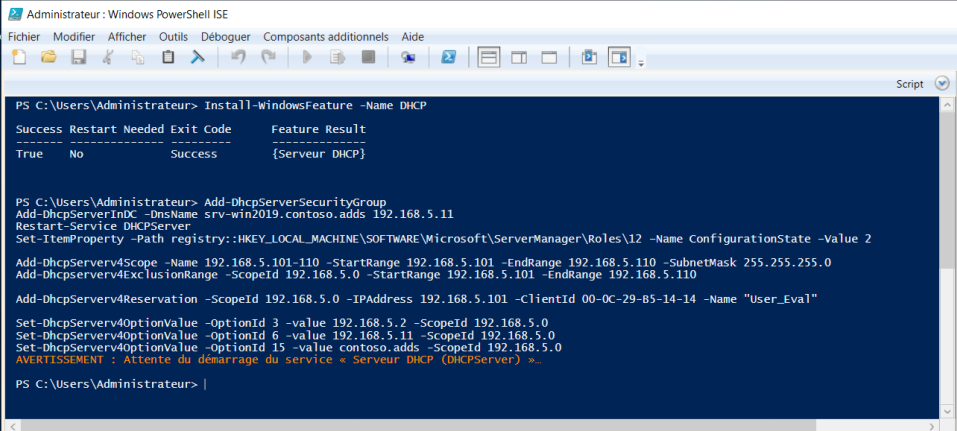 Administrateur : Windows PowerShell ISE
Fichier Modifier Afficher Outils Déboguer Composants additionnels Aide
Script
PS C:\Users\Administrateur> Install-WindowsFeature -Name DHCP
Success Restart Needed Exit Code Feature Result
------- -------------- --------- --------------
True No Success {Serveur DHCP}
PS C:\Users\Administrateur> Add-DhcpServerSecurityGroup
Add-DhcpServerInDC -DnsName srv-win2019.contoso.adds 192.168.5.11
Restart-Service DHCPServer
Set-ItemProperty –Path registry::HKEY_LOCAL_MACHINE\SOFTWARE\Microsoft\ServerManager\Roles\12 –Name ConfigurationState –Value 2
Add-DhcpServerv4Scope -Name 192.168.5.101-110 -StartRange 192.168.5.101 -EndRange 192.168.5.110 -SubnetMask 255.255.255.0
Add-DhcpServerv4ExclusionRange -ScopeId 192.168.5.0 -StartRange 192.168.5.101 -EndRange 192.168.5.110
Add-DhcpServerv4Reservation -ScopeId 192.168.5.0 -IPAddress 192.168.5.101 -ClientId 00-0C-29-B5-14-14 -Name "User_Eval"
Set-DhcpServerv4OptionValue -OptionId 3 -value 192.168.5.2 -ScopeId 192.168.5.0
Set-DhcpServerv4OptionValue -OptionId 6 -value 192.168.5.11 -ScopeId 192.168.5.0
Set-DhcpServerv4OptionValue -OptionId 15 -value contoso.adds -ScopeId 192.168.5.0
AVERTISSEMENT : Attente du démarrage du service « Serveur DHCP (DHCPServer) »…
PS C:\Users\Administrateur>